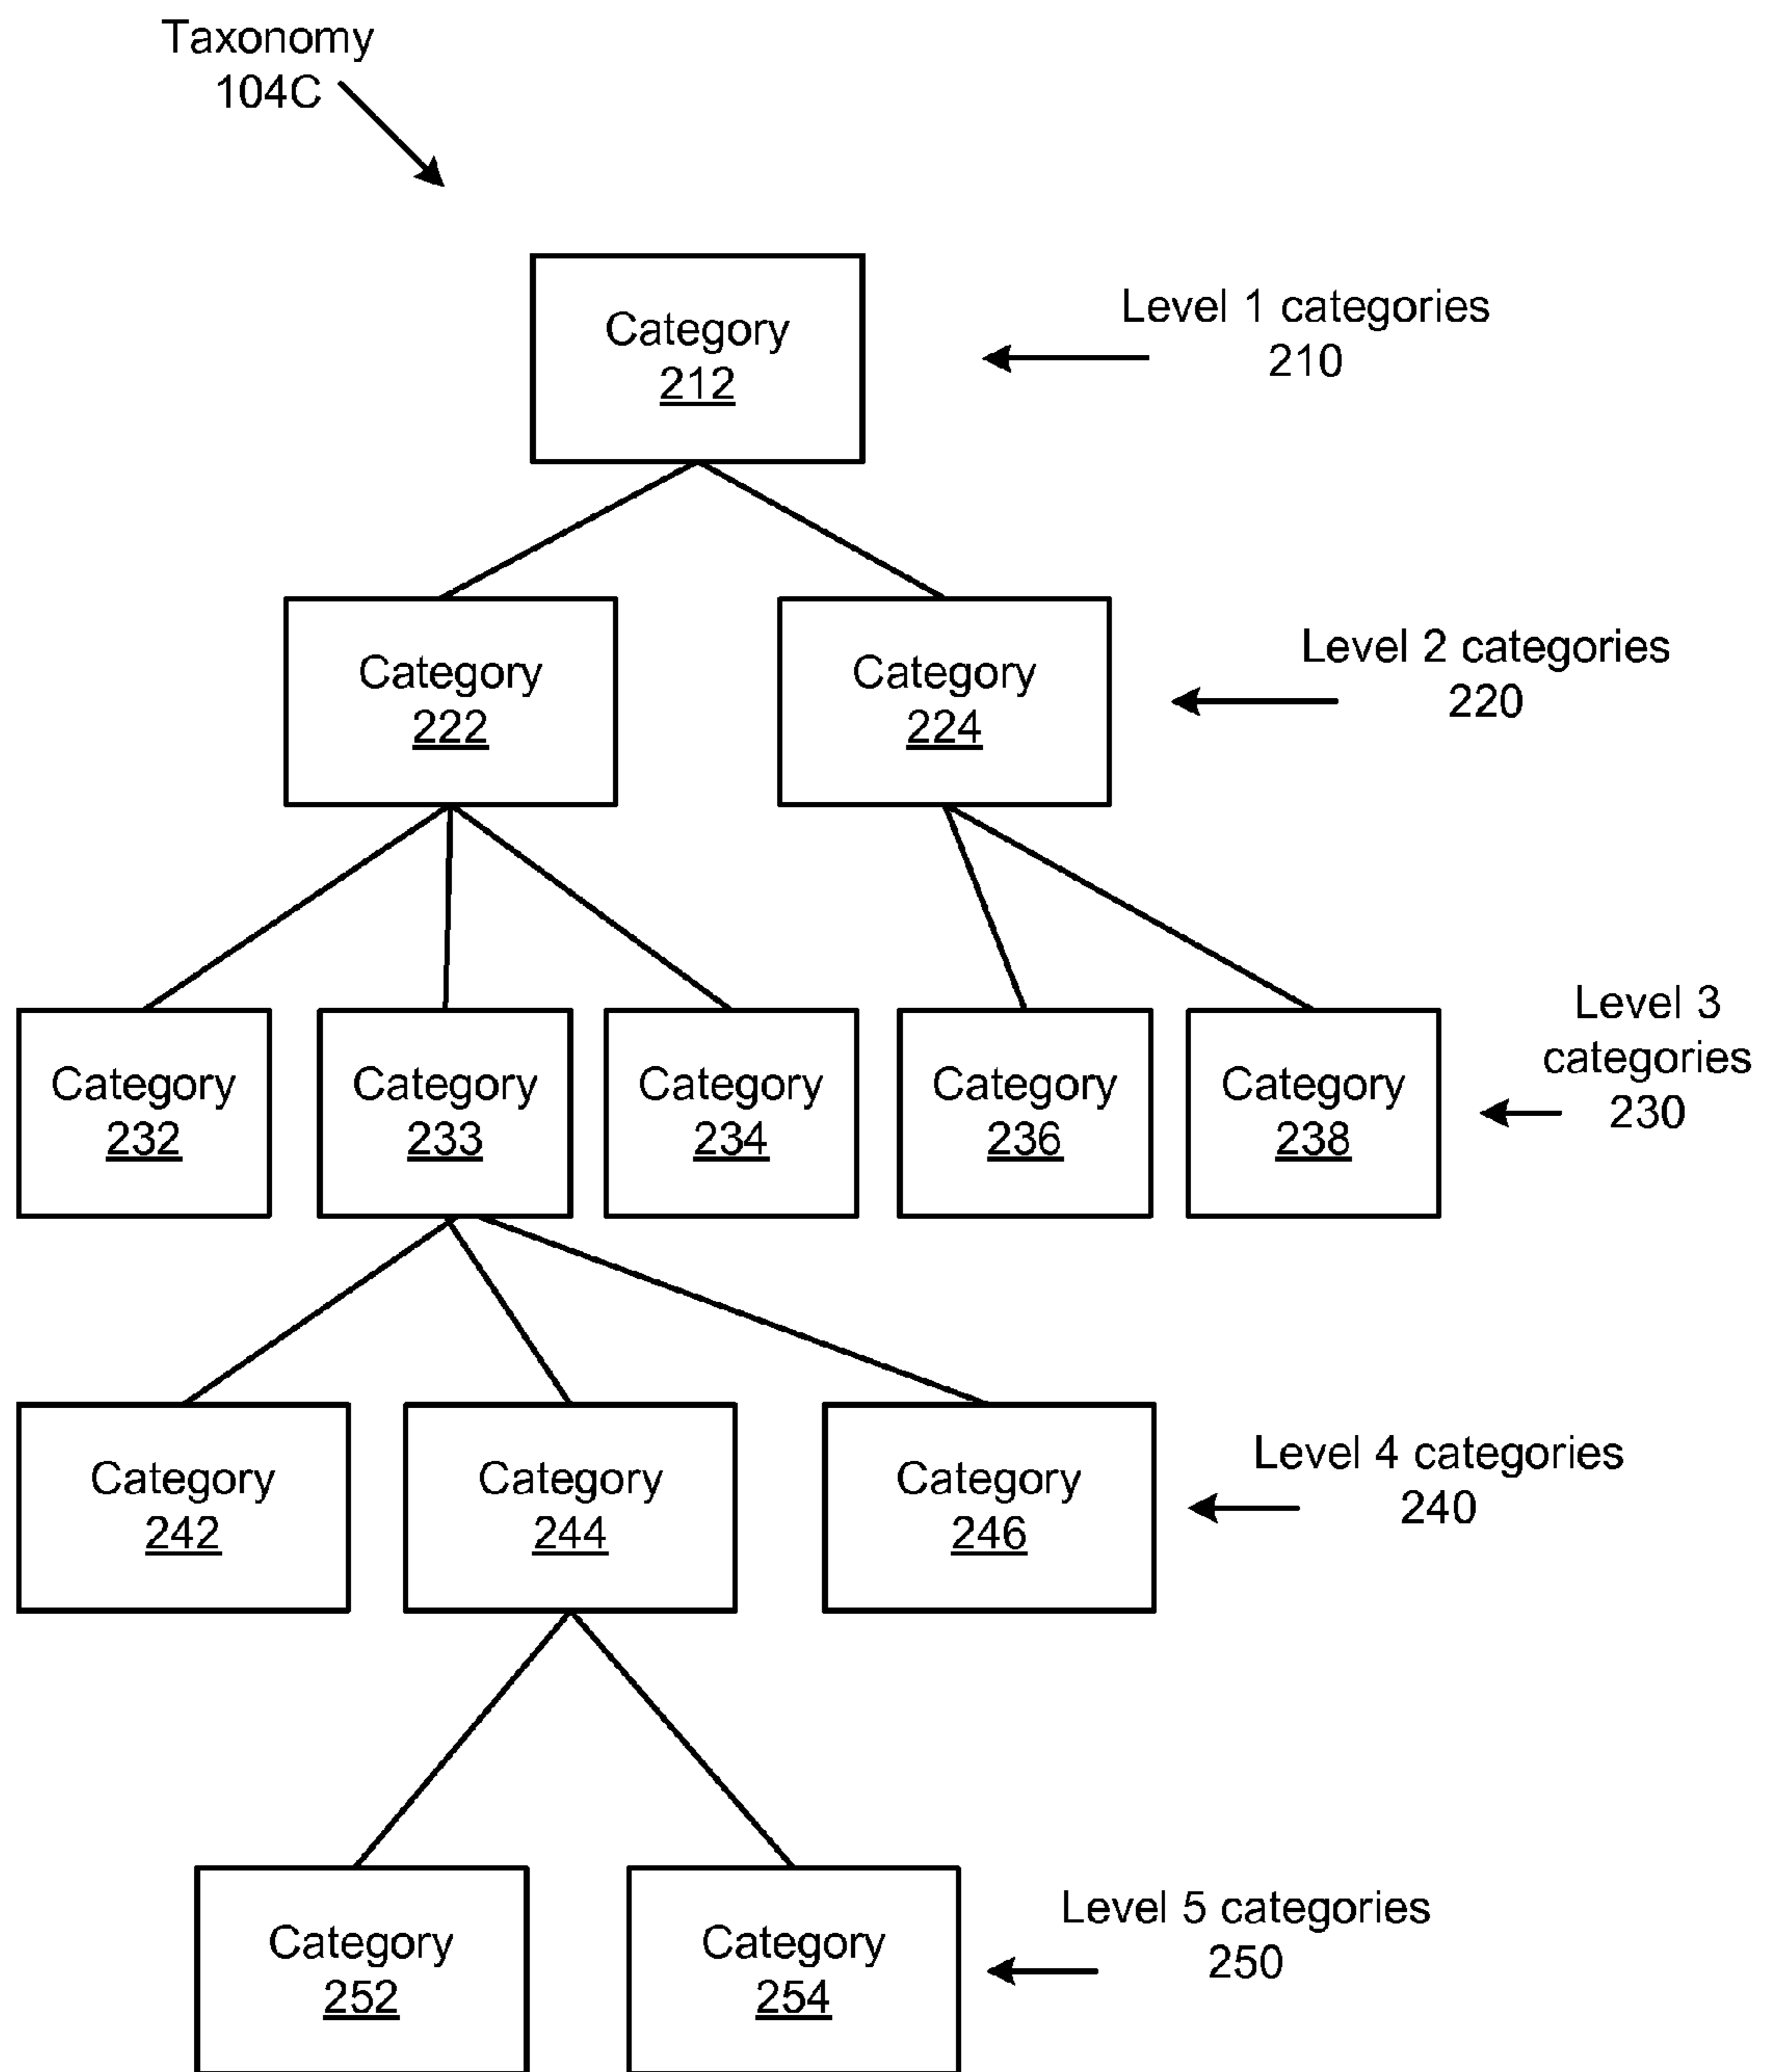 Taxonomy
104C
Category
212
Level 1 categories
210
Category
222
Category
224
Level 2 categories
220
Category
232
Category
233
Category
234
Category
236
Category
238
Level 3
categories
230
Category
242
Category
244
Category
246
Level 4 categories
240
Category
252
Category
254
Level 5 categories
250